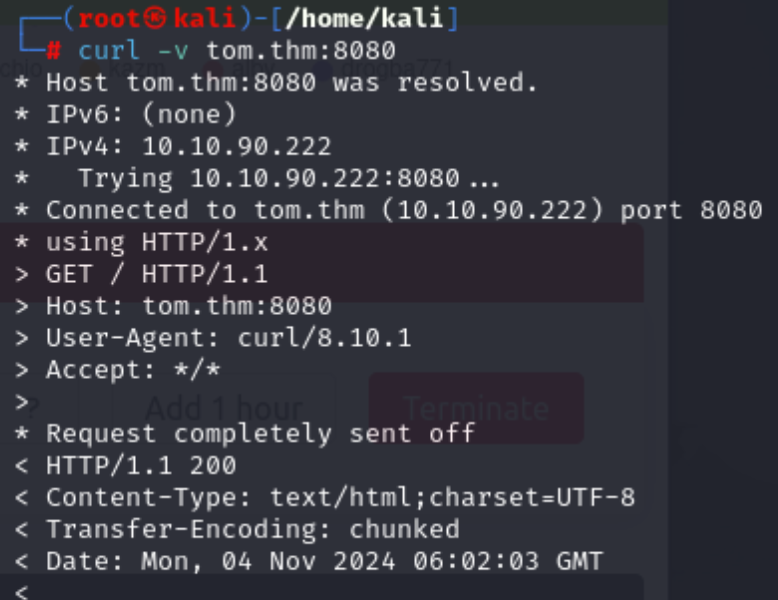 ┌──(root㉿kali)-[/home/kali]
└─# curl -v tom.thm:8080
* Host tom.thm:8080 was resolved.
* IPv6: (none)
* IPv4: 10.10.90.222
*   Trying 10.10.90.222:8080...
* Connected to tom.thm (10.10.90.222) port 8080
* using HTTP/1.x
> GET / HTTP/1.1
> Host: tom.thm:8080
> User-Agent: curl/8.10.1
> Accept: */*
>
? Add 1 hour Terminate
* Request completely sent off
< HTTP/1.1 200
< Content-Type: text/html;charset=UTF-8
< Transfer-Encoding: chunked
< Date: Mon, 04 Nov 2024 06:02:03 GMT
<